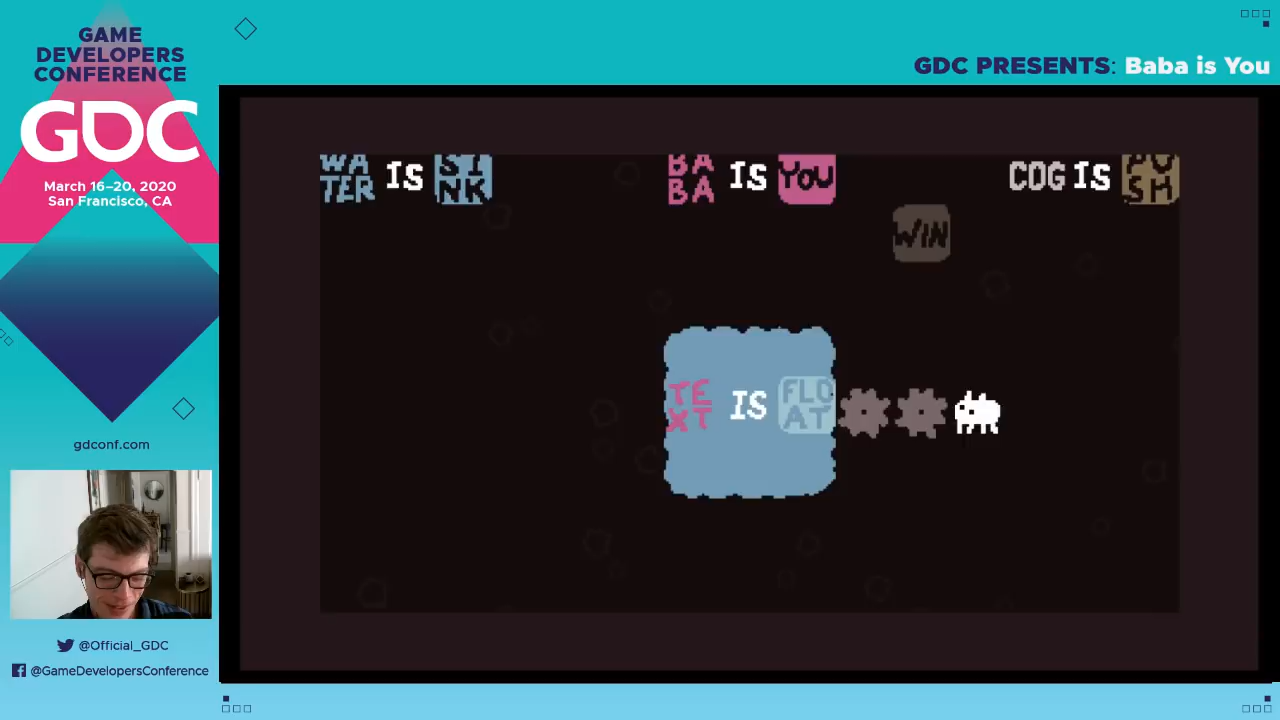 GAME
DEVELOPERS
CONFERENCE
GDC
March 16–20, 2020
San Francisco, CA
gdconf.com
@Official_GDC
@GameDevelopersConference
GDC PRESENTS: Baba is You
WATER IS SINK
BABA IS YOU
COG IS PUSH
WIN
TEXT IS FLOAT